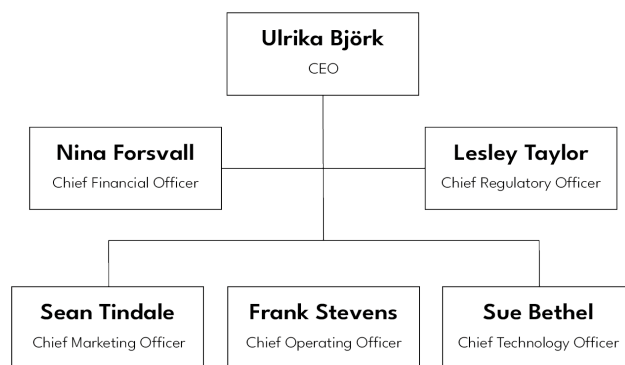 Ulrika Björk
CEO
Nina Forsvall
Chief Financial Officer
Lesley Taylor
Chief Regulatory Officer
Sean Tindale
Chief Marketing Officer
Frank Stevens
Chief Operating Officer
Sue Bethel
Chief Technology Officer